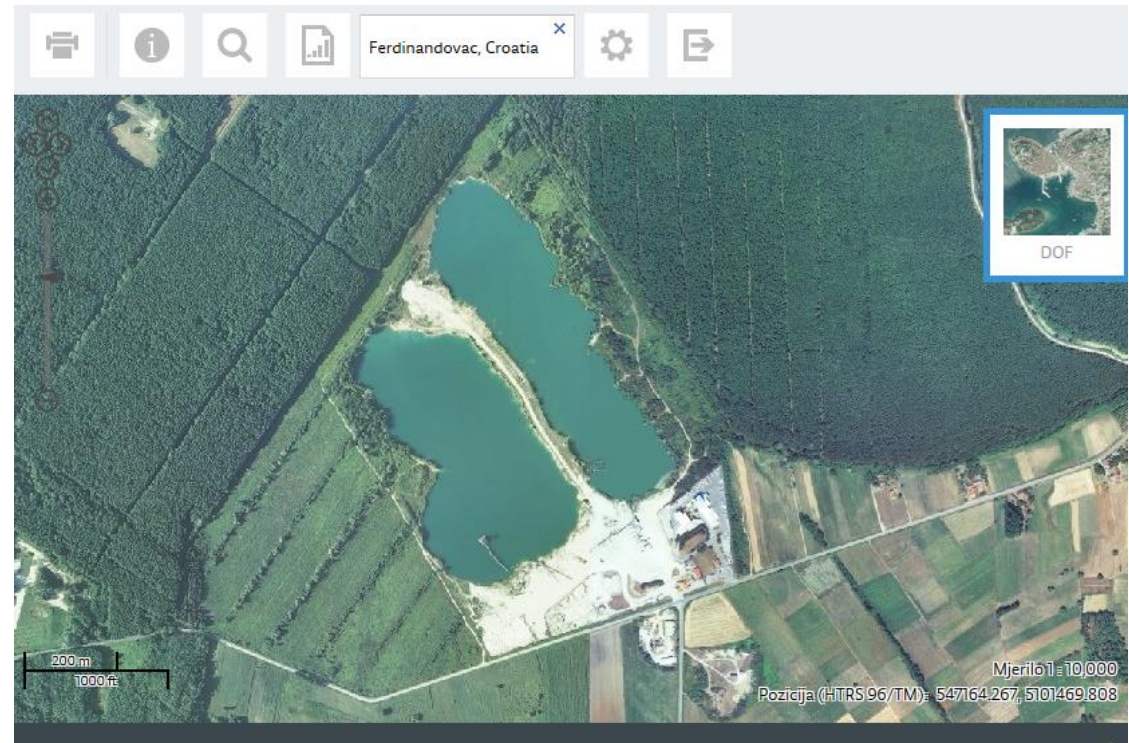 Ferdinandovac, Croatia
DOF
200 m
1000 ft
Mjerilo 1 : 10,000
Pozicija (HTRS 96/TM): 547164.267, 5101469.808